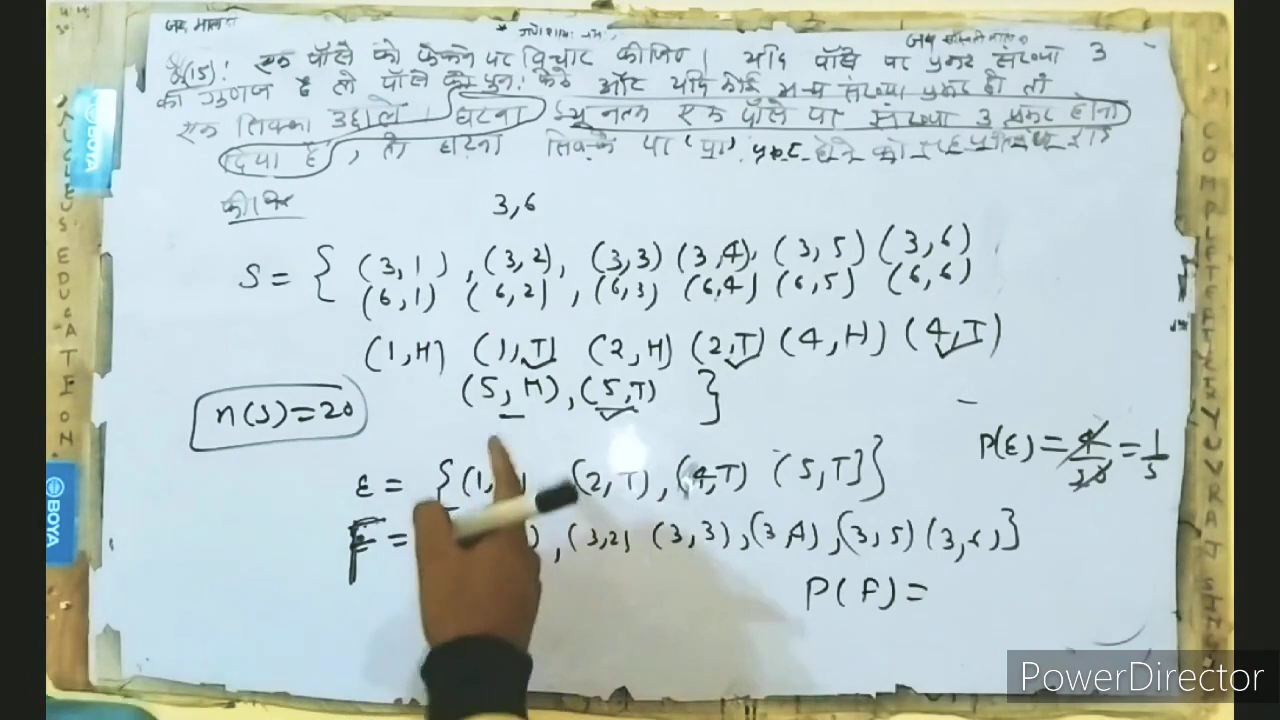 जय माल
प्र(15)! एक पाँसे को फेंकने पर विचार कीजिए। यदि पाँसे पर प्रकट संख्या 3
का गुणज है तो पाँसे को पुनः फेंके और यदि कोई अन्य संख्या प्रकट हो तो
एक सिक्का उछाले। घटना न्यूनतम एक पाँसे पर संख्या 3 प्रकट होना
दिया है, तो घटना सिक्के पर 'पट' प्रकट होने की
कीजिए 3,6
S = { (3,1), (3,2), (3,3) (3,4), (3,5) (3,6)
(6,1) (6,2), (6,3) (6,4) (6,5) (6,6)
(1,H) (1,T) (2,H) (2,T) (4,H) (4,T)
(5,H), (5,T) }
n(S)=20
P(E) = 4/20 = 1/5
E = {(1, (2,T), (4,T) (5,T]}
F = ), (3,2) (3,3), (3,4), (3,5) (3,6,}
P(F) =
BOYA
BOYA
EDUCATION
PowerDirector